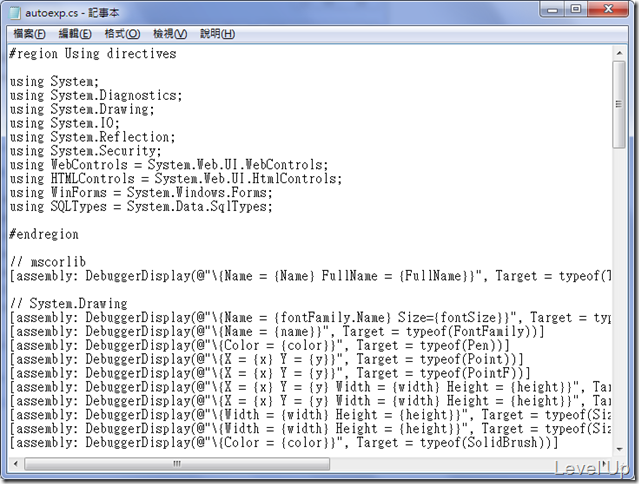 autoexp.cs - 記事本
檔案(F) 編輯(E) 格式(O) 檢視(V) 說明(H)
#region Using directives
using System;
using System.Diagnostics;
using System.Drawing;
using System.IO;
using System.Reflection;
using System.Security;
using WebControls = System.Web.UI.WebControls;
using HTMLControls = System.Web.UI.HtmlControls;
using WinForms = System.Windows.Forms;
using SQLTypes = System.Data.SqlTypes;
#endregion
// mscorlib
[assembly: DebuggerDisplay(@"\{Name = {Name} FullName = {FullName}}", Target = typeof(T
// System.Drawing
[assembly: DebuggerDisplay(@"\{Name = {fontFamily.Name} Size={fontSize}}", Target = typ
[assembly: DebuggerDisplay(@"\{Name = {name}}", Target = typeof(FontFamily))]
[assembly: DebuggerDisplay(@"\{Color = {color}}", Target = typeof(Pen))]
[assembly: DebuggerDisplay(@"\{X = {x} Y = {y}}", Target = typeof(Point))]
[assembly: DebuggerDisplay(@"\{X = {x} Y = {y}}", Target = typeof(PointF))]
[assembly: DebuggerDisplay(@"\{X = {x} Y = {y} Width = {width} Height = {height}}", Tar
[assembly: DebuggerDisplay(@"\{X = {x} Y = {y} Width = {width} Height = {height}}", Tar
[assembly: DebuggerDisplay(@"\{Width = {width} Height = {height}}", Target = typeof(Siz
[assembly: DebuggerDisplay(@"\{Width = {width} Height = {height}}", Target = typeof(Siz
[assembly: DebuggerDisplay(@"\{Color = {color}}", Target = typeof(SolidBrush))]
Level Up